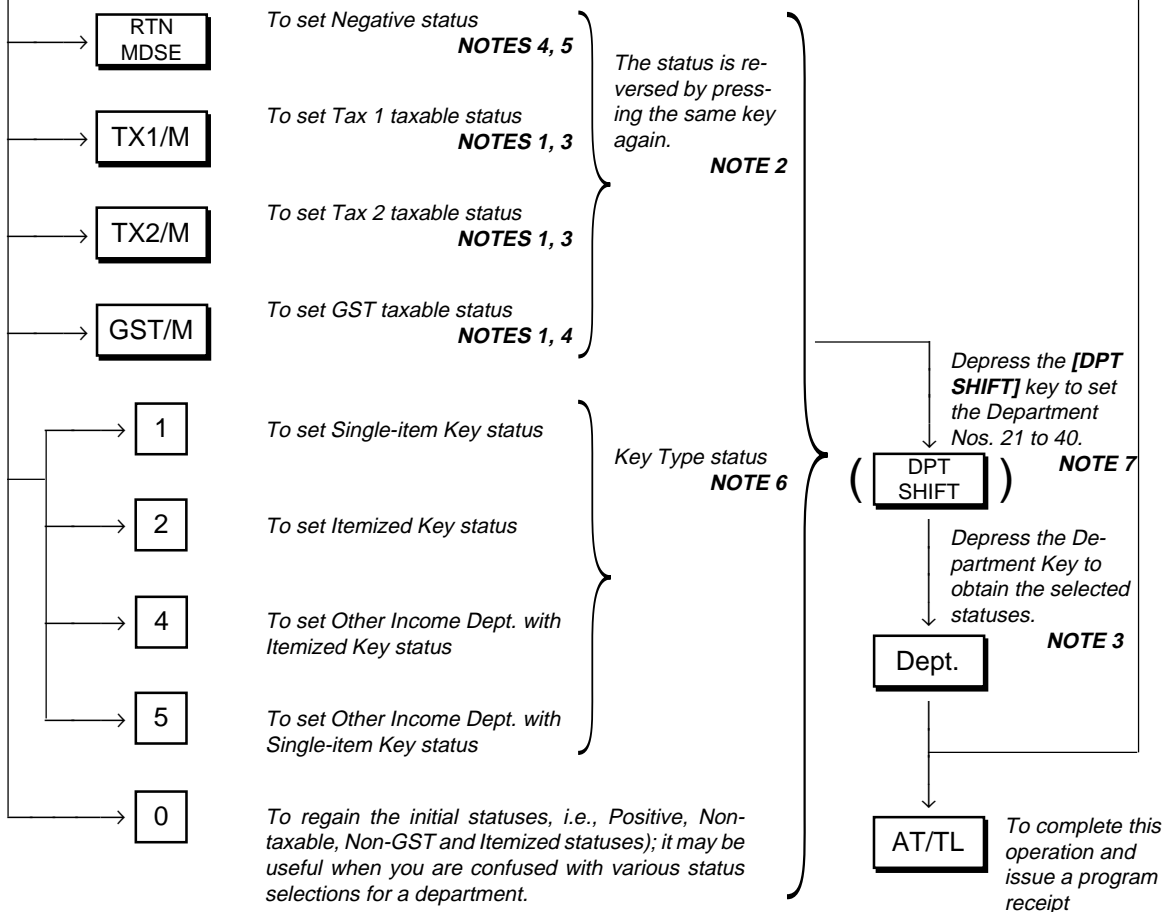 RTN
MDSE
To set Negative status
NOTES 4, 5
TX1/M
To set Tax 1 taxable status
NOTES 1, 3
TX2/M
To set Tax 2 taxable status
NOTES 1, 3
GST/M
To set GST taxable status
NOTES 1, 4
The status is re-
versed by press-
ing the same key
again.
NOTE 2
1
To set Single-item Key status
2
To set Itemized Key status
4
To set Other Income Dept. with
Itemized Key status
5
To set Other Income Dept. with
Single-item Key status
Key Type status
NOTE 6
0
To regain the initial statuses, i.e., Positive, Non-
taxable, Non-GST and Itemized statuses); it may be
useful when you are confused with various status
selections for a department.
Depress the [DPT
SHIFT] key to set
the Department
Nos. 21 to 40.
NOTE 7
( DPT
SHIFT )
Depress the De-
partment Key to
obtain the selected
statuses.
NOTE 3
Dept.
AT/TL
To complete this
operation and
issue a program
receipt